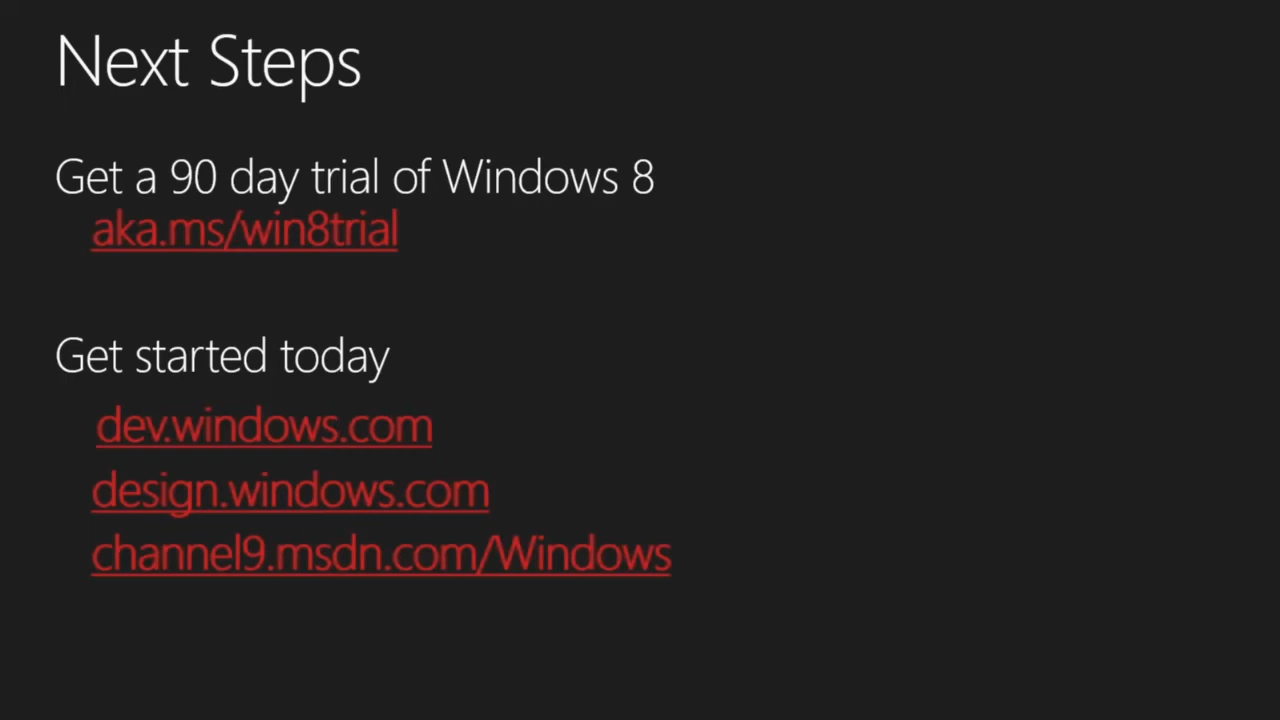 Next Steps
Get a 90 day trial of Windows 8
aka.ms/win8trial
Get started today
dev.windows.com
design.windows.com
channel9.msdn.com/Windows